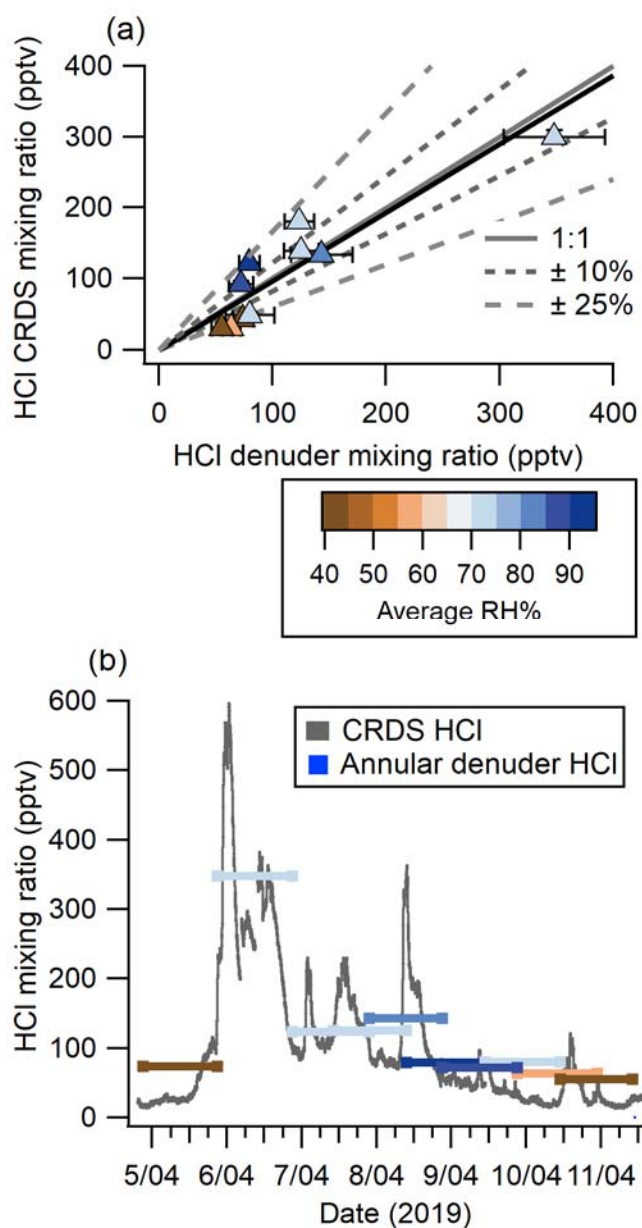 (a)
HCl CRDS mixing ratio (pptv)
400
300
200
100
0
1:1
± 10%
± 25%
0 100 200 300 400
HCl denuder mixing ratio (pptv)
40 50 60 70 80 90
Average RH%
(b)
HCl mixing ratio (pptv)
600
500
400
300
200
100
0
CRDS HCl
Annular denuder HCl
5/04 6/04 7/04 8/04 9/04 10/04 11/04
Date (2019)